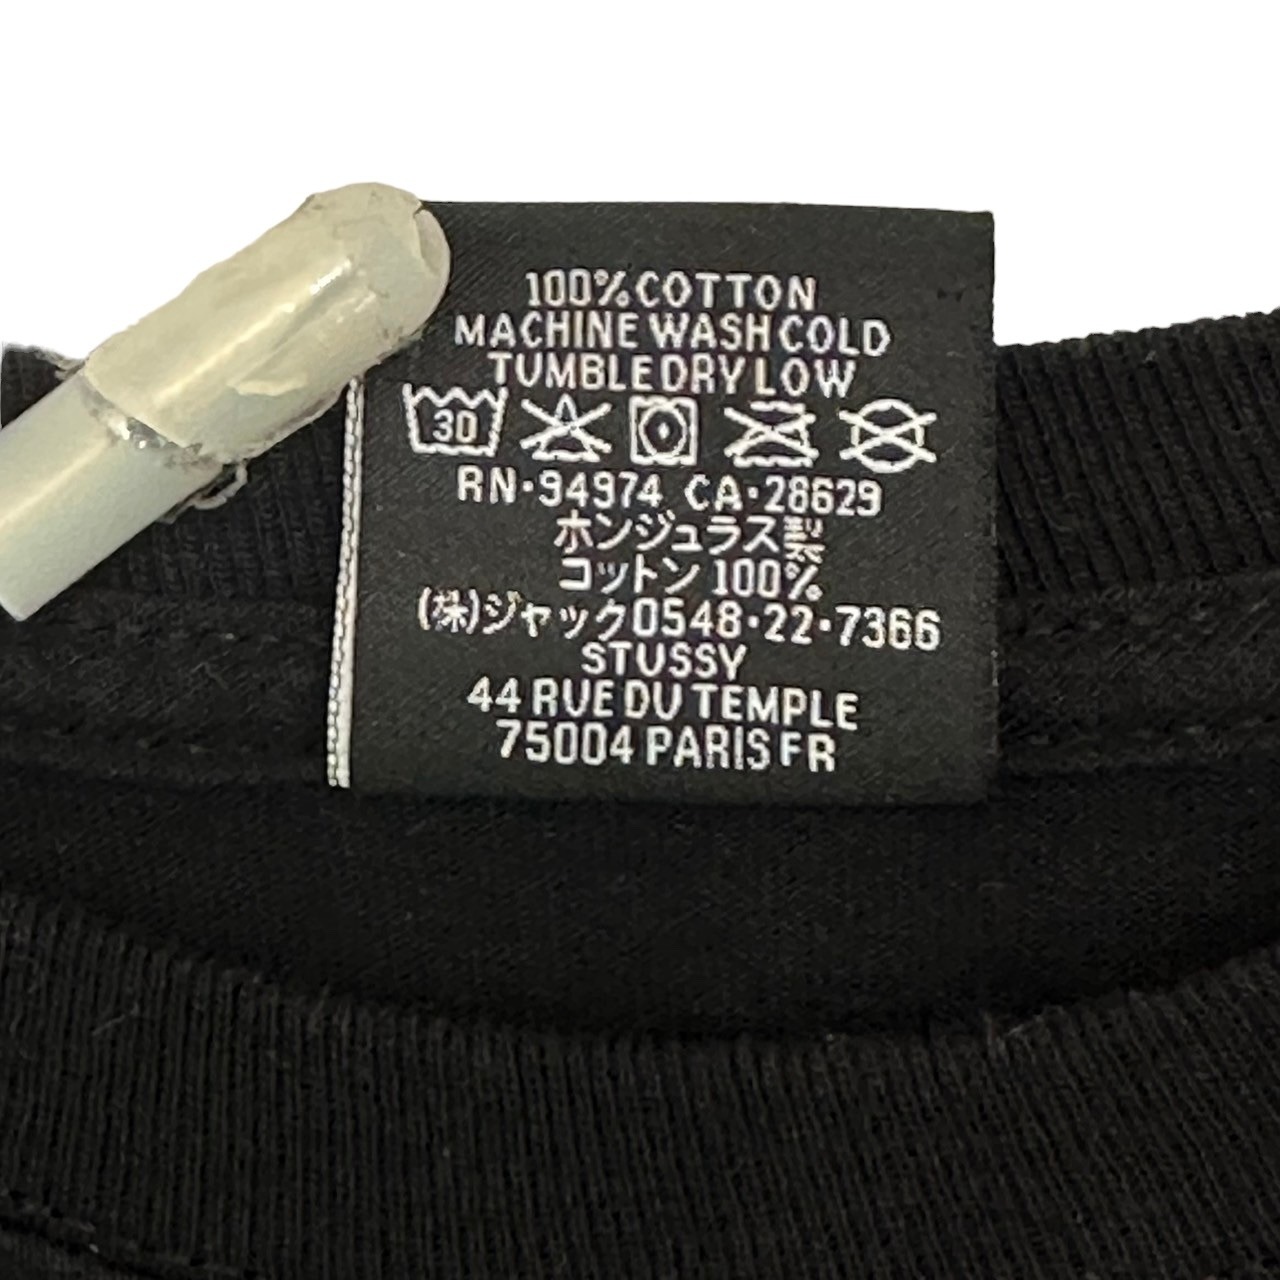 100% COTTON
MACHINE WASH COLD
TUMBLE DRY LOW
30
RN·94974 CA·28629
ホンジュラス製
コットン 100%
(株)ジャック0548·22·7366
STUSSY
44 RUE DU TEMPLE
75004 PARIS FR